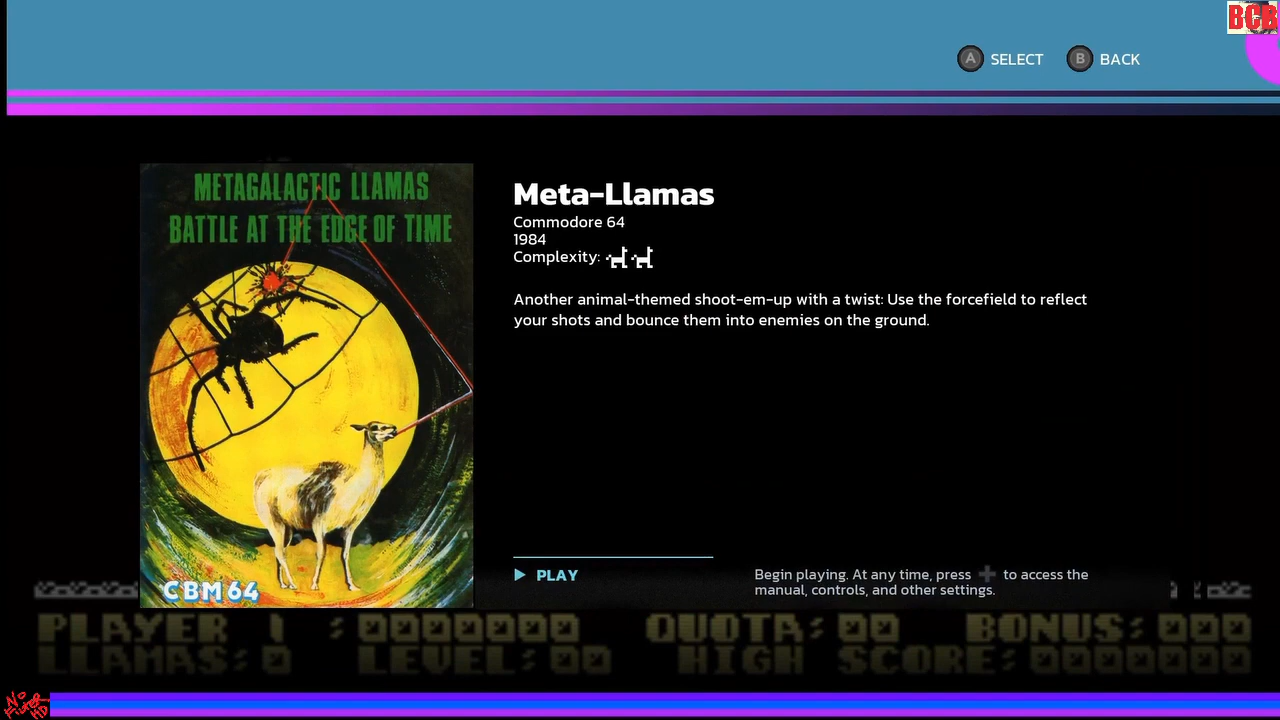 BCB
A SELECT B BACK
METAGALACTIC LLAMAS
BATTLE AT THE EDGE OF TIME
CBM 64
Meta-Llamas
Commodore 64
1984
Complexity:
Another animal-themed shoot-em-up with a twist: Use the forcefield to reflect
your shots and bounce them into enemies on the ground.
PLAY
Begin playing. At any time, press + to access the
manual, controls, and other settings.
PLAYER 1 :0000000 QUOTA:00 BONUS:000
LLAMAS:0 LEVEL:00 HIGH SCORE:0000000